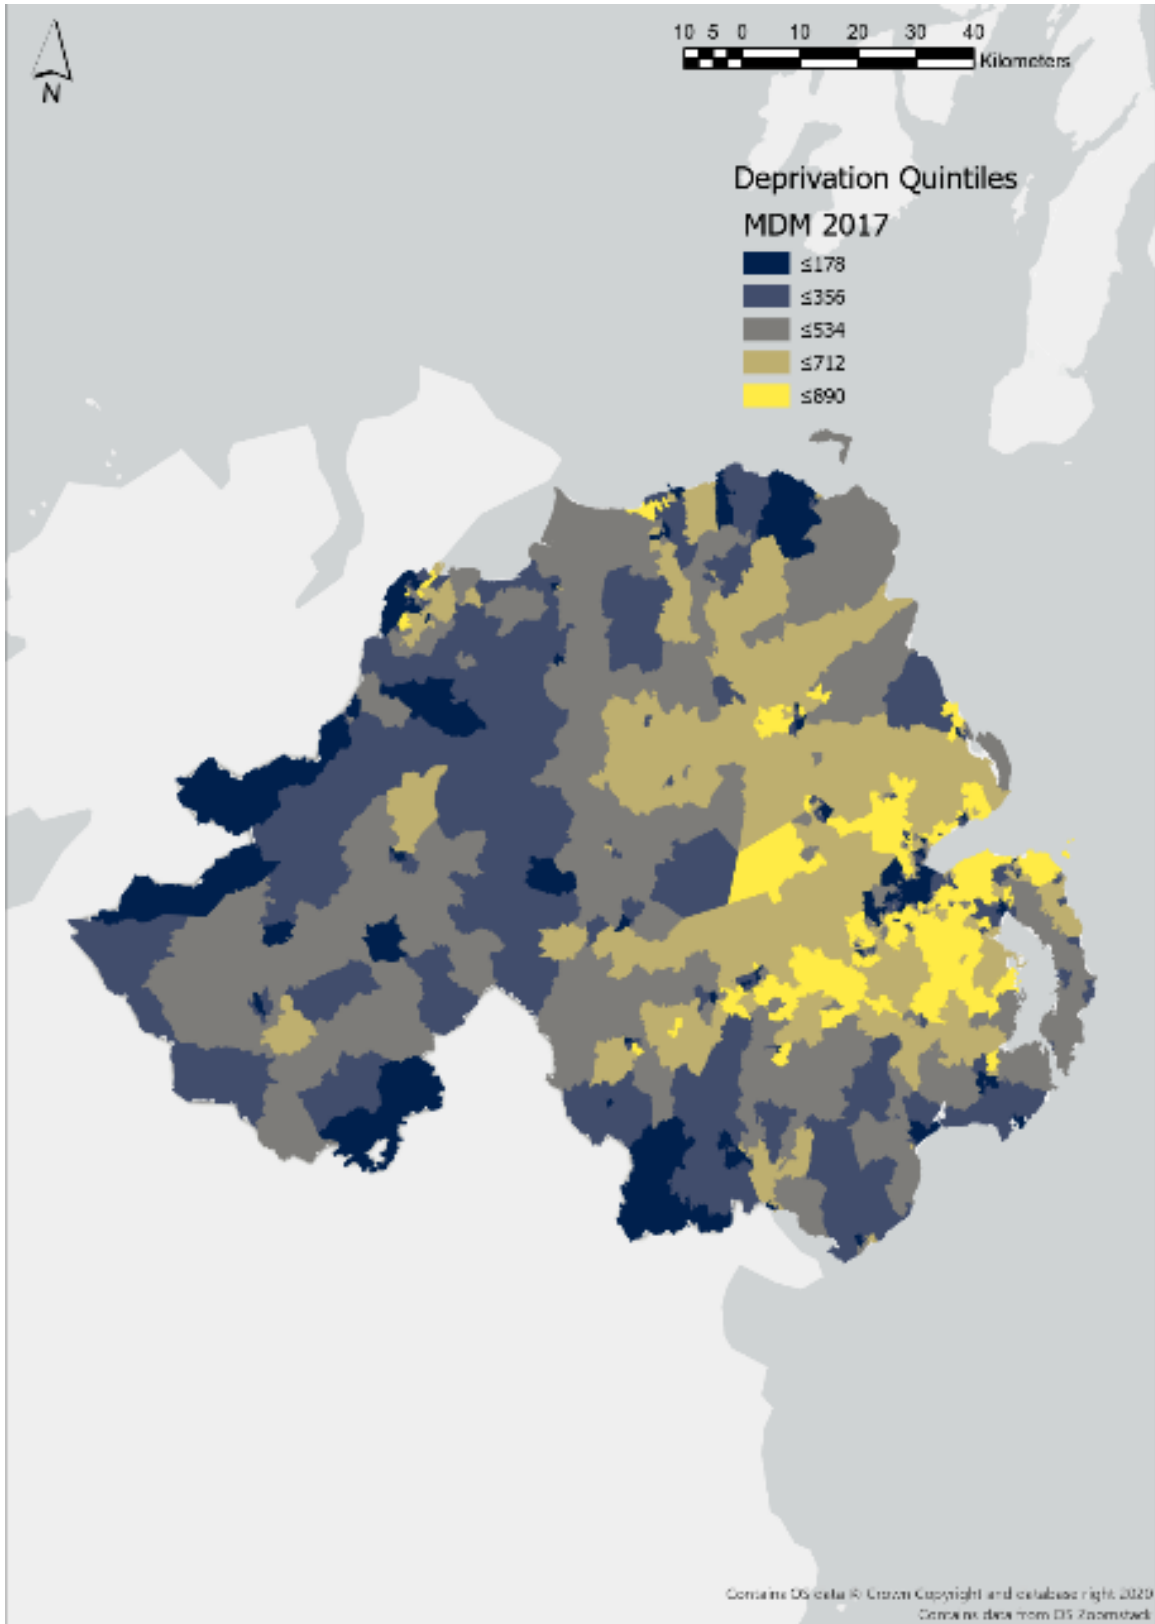 10 5 0 10 20 30 40
Kilometers
N
Deprivation Quintiles
MDM 2017
≤178
≤356
≤534
≤712
≤890
Contains OS data © Crown Copyright and database right 2020
Contains data from OS Zoomstack